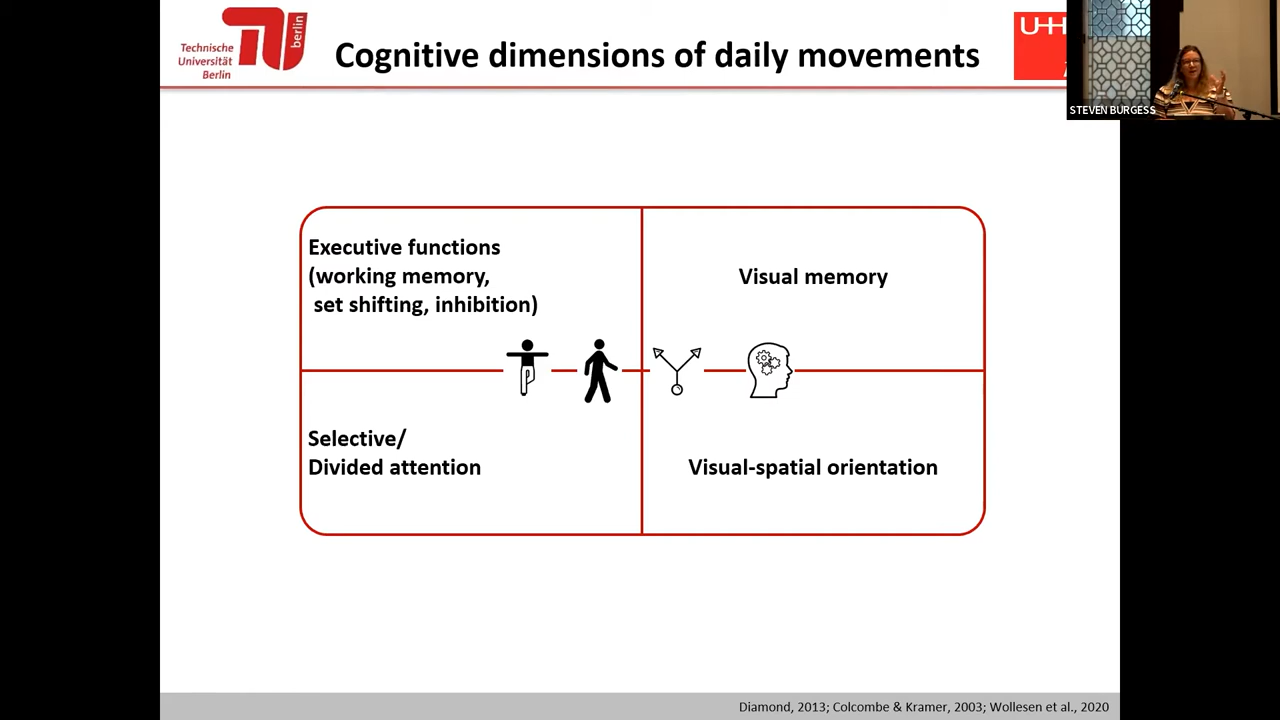 Technische
Universität
Berlin
berlin
Cognitive dimensions of daily movements
STEVEN BURGESS
Executive functions
(working memory,
set shifting, inhibition)
Visual memory
Selective/
Divided attention
Visual-spatial orientation
Diamond, 2013; Colcombe & Kramer, 2003; Wollesen et al., 2020